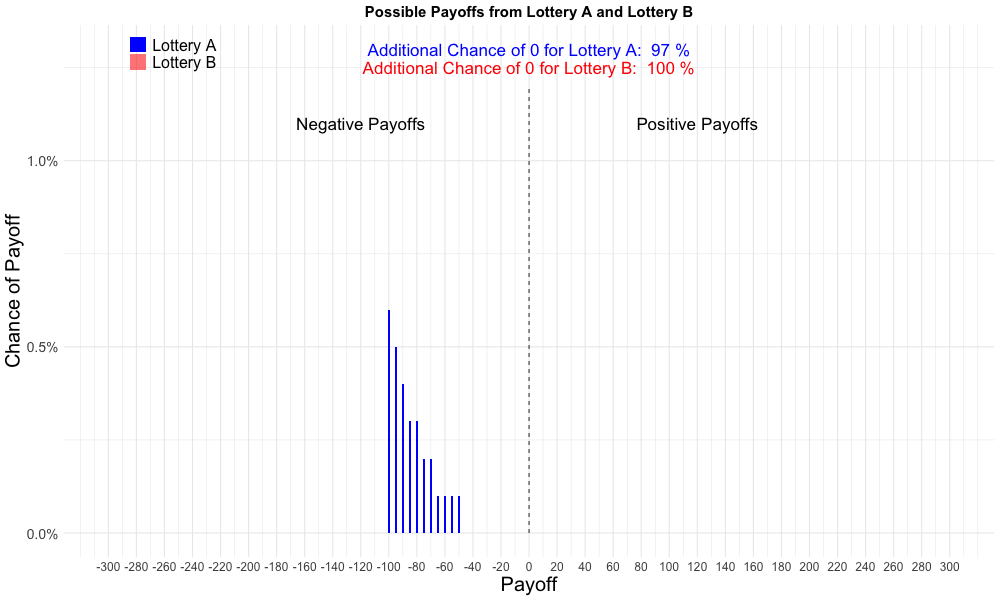 Possible Payoffs from Lottery A and Lottery B
Lottery A
Lottery B
Additional Chance of 0 for Lottery A:  97 %
Additional Chance of 0 for Lottery B:  100 %
Negative Payoffs
Positive Payoffs
Chance of Payoff
1.0%
0.5%
0.0%
-300 -280 -260 -240 -220 -200 -180 -160 -140 -120 -100 -80 -60 -40 -20 0 20 40 60 80 100 120 140 160 180 200 220 240 260 280 300
Payoff